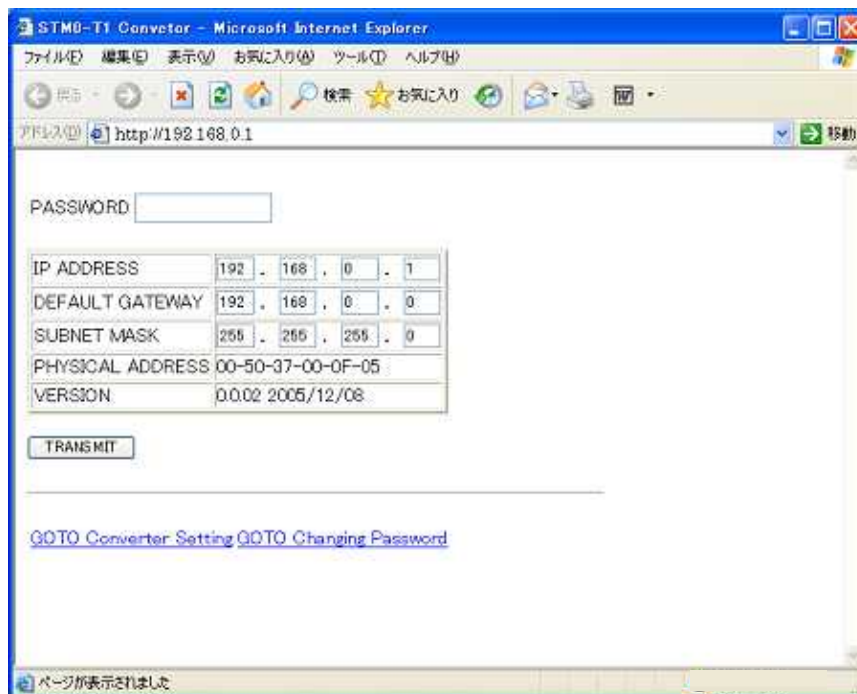 STM0-T1 Convetor - Microsoft Internet Explorer
ファイル(F) 編集(E) 表示(V) お気に入り(A) ツール(T) ヘルプ(H)
戻る 検索 お気に入り
アドレス(D) http://192.168.0.1 移動
PASSWORD
IP ADDRESS 192 . 168 . 0 . 1
DEFAULT GATEWAY 192 . 168 . 0 . 0
SUBNET MASK 255 . 255 . 255 . 0
PHYSICAL ADDRESS 00-50-37-00-0F-05
VERSION 0.0.02 2005/12/08
TRANSMIT
GOTO Converter Setting GOTO Changing Password
ページが表示されました